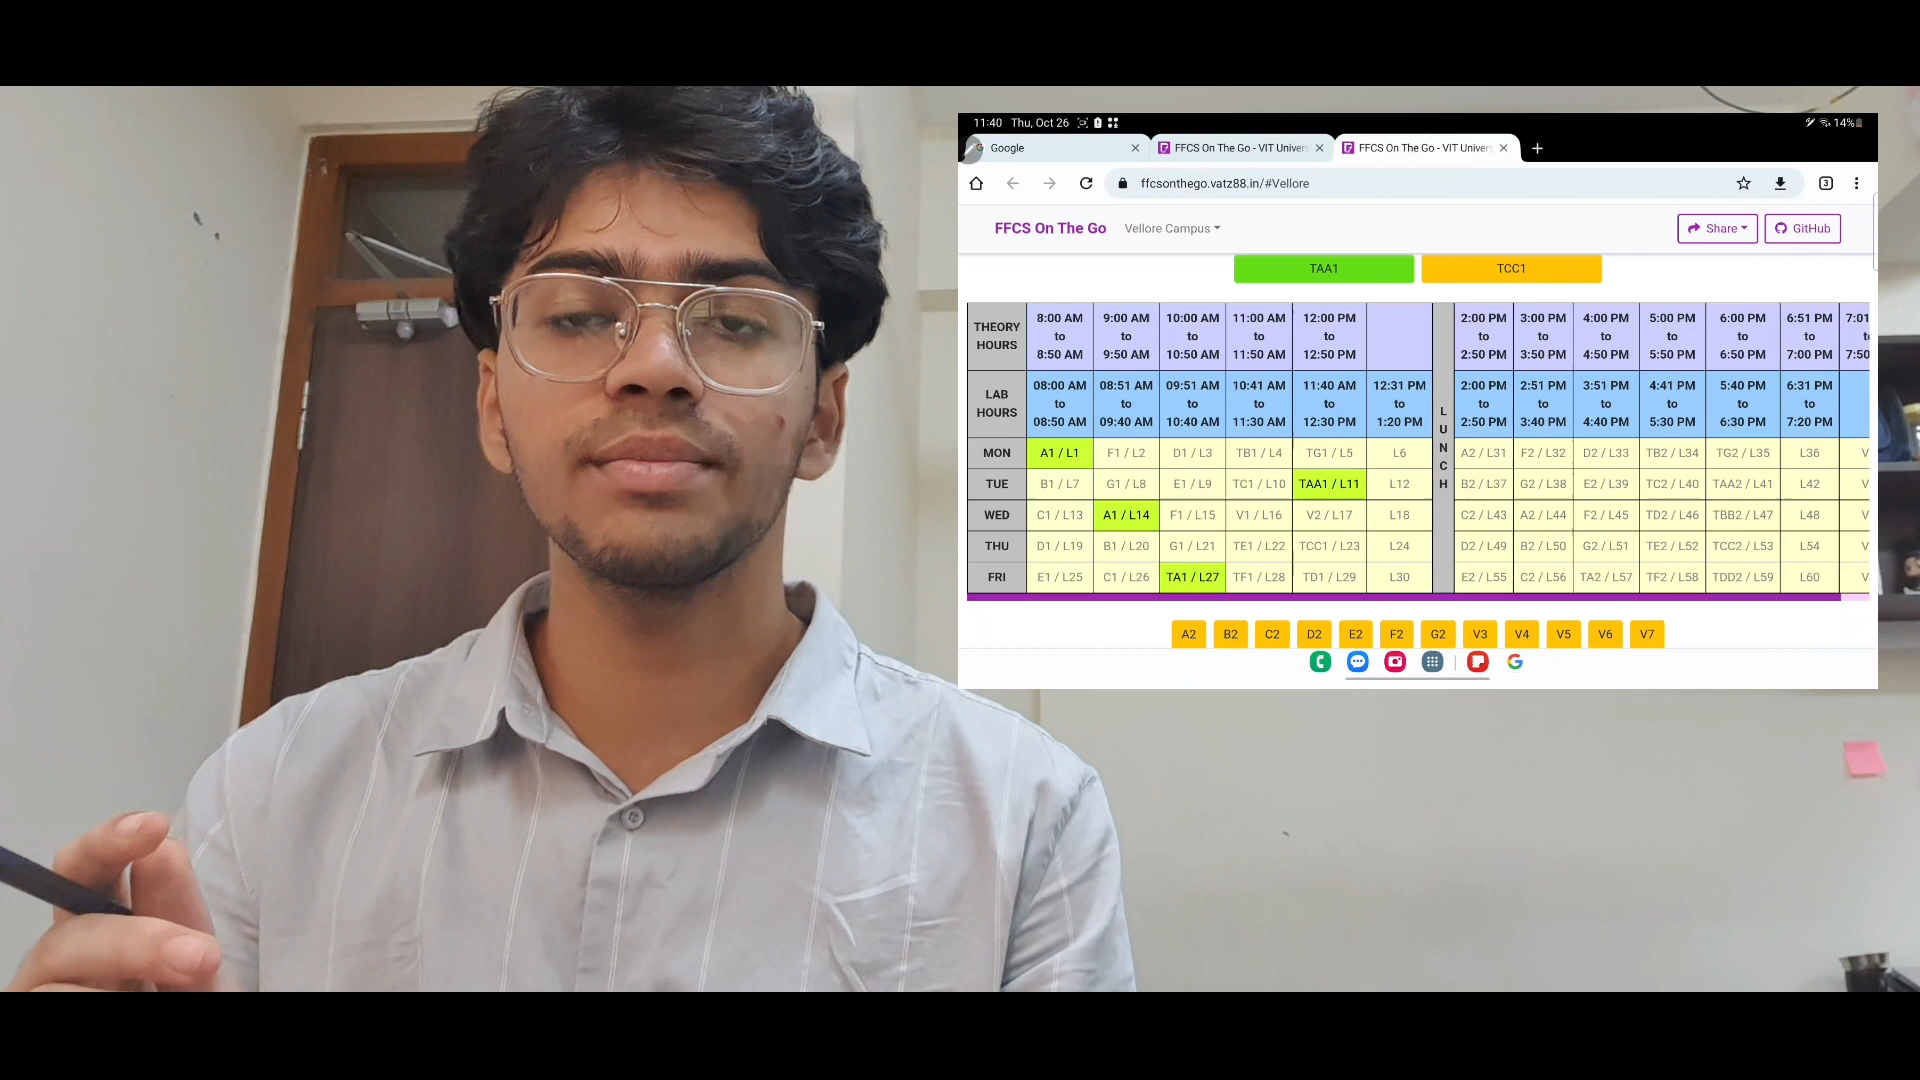 11:40 Thu, Oct 26 14%
Google FFCS On The Go - VIT Univers FFCS On The Go - VIT Univers
ffcsonthego.vatz88.in/#Vellore 3
FFCS On The Go Vellore Campus Share GitHub
TAA1 TCC1
THEORY HOURS 8:00 AM to 8:50 AM 9:00 AM to 9:50 AM 10:00 AM to 10:50 AM 11:00 AM to 11:50 AM 12:00 PM to 12:50 PM LUNCH 2:00 PM to 2:50 PM 3:00 PM to 3:50 PM 4:00 PM to 4:50 PM 5:00 PM to 5:50 PM 6:00 PM to 6:50 PM 6:51 PM to 7:00 PM 7:01 t 7:50
LAB HOURS 08:00 AM to 08:50 AM 08:51 AM to 09:40 AM 09:51 AM to 10:40 AM 10:41 AM to 11:30 AM 11:40 AM to 12:30 PM 12:31 PM to 1:20 PM 2:00 PM to 2:50 PM 2:51 PM to 3:40 PM 3:51 PM to 4:40 PM 4:41 PM to 5:30 PM 5:40 PM to 6:30 PM 6:31 PM to 7:20 PM
MON A1 / L1 F1 / L2 D1 / L3 TB1 / L4 TG1 / L5 L6 A2 / L31 F2 / L32 D2 / L33 TB2 / L34 TG2 / L35 L36 V
TUE B1 / L7 G1 / L8 E1 / L9 TC1 / L10 TAA1 / L11 L12 B2 / L37 G2 / L38 E2 / L39 TC2 / L40 TAA2 / L41 L42 V
WED C1 / L13 A1 / L14 F1 / L15 V1 / L16 V2 / L17 L18 C2 / L43 A2 / L44 F2 / L45 TD2 / L46 TBB2 / L47 L48 V
THU D1 / L19 B1 / L20 G1 / L21 TE1 / L22 TCC1 / L23 L24 D2 / L49 B2 / L50 G2 / L51 TE2 / L52 TCC2 / L53 L54 V
FRI E1 / L25 C1 / L26 TA1 / L27 TF1 / L28 TD1 / L29 L30 E2 / L55 C2 / L56 TA2 / L57 TF2 / L58 TDD2 / L59 L60 V
A2 B2 C2 D2 E2 F2 G2 V3 V4 V5 V6 V7